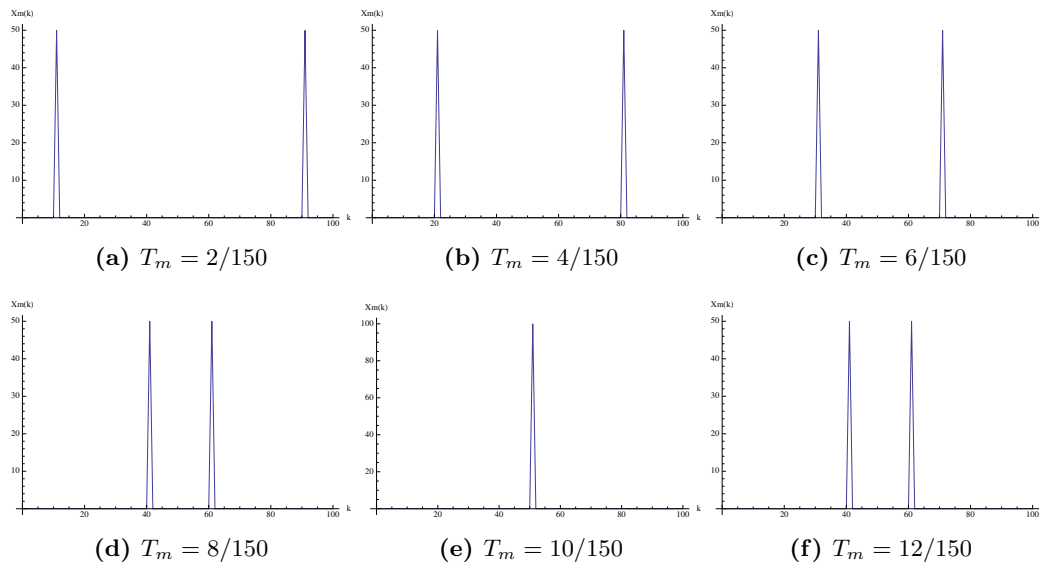 Xm(k) Xm(k) Xm(k)
50 50 50
40 40 40
30 30 30
20 20 20
10 10 10
20 40 60 80 100 k 20 40 60 80 100 k 20 40 60 80 100
(a) T_m = 2/150 (b) T_m = 4/150 (c) T_m = 6/150
Xm(k) Xm(k) Xm(k)
50 100 50
40 80 40
30 60 30
20 40 20
10 20 10
20 40 60 80 100 k 20 40 60 80 100 k 20 40 60 80 100
(d) T_m = 8/150 (e) T_m = 10/150 (f) T_m = 12/150